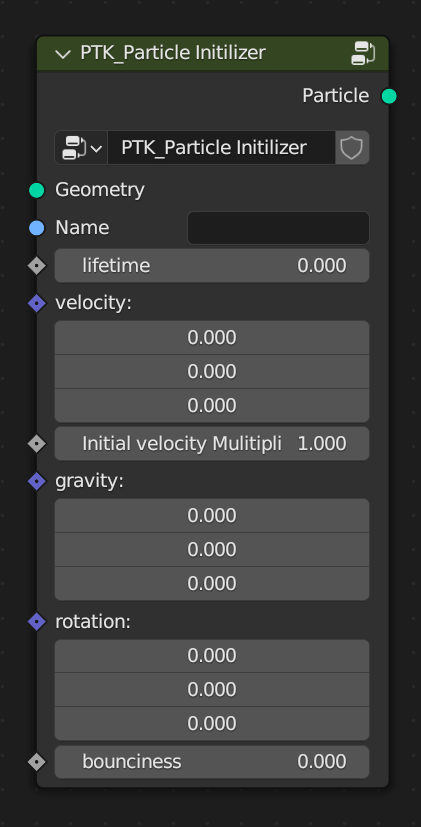 PTK_Particle Initilizer
Particle
PTK_Particle Initilizer
Geometry
Name
lifetime 0.000
velocity:
0.000
0.000
0.000
Initial velocity Mulitipli 1.000
gravity:
0.000
0.000
0.000
rotation:
0.000
0.000
0.000
bounciness 0.000